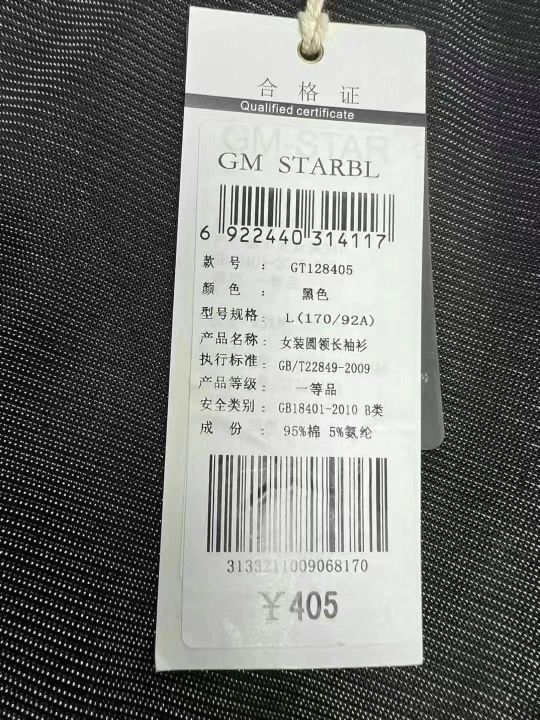 合格证
Qualified certificate
GM STARBL
6 922440 314117
款号： GT128405
颜色： 黑色
型号规格： L(170/92A)
产品名称： 女装圆领长袖衫
执行标准： GB/T22849-2009
产品等级： 一等品
安全类别： GB18401-2010 B类
成份： 95%棉 5%氨纶
3133211009068170
￥405